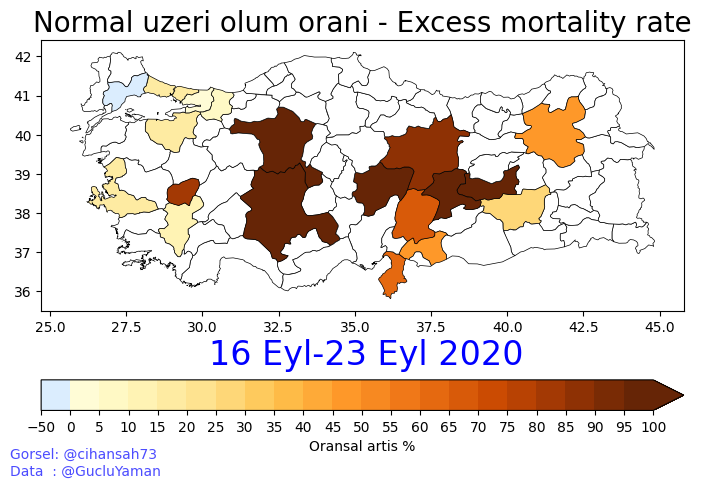 Normal uzeri olum orani - Excess mortality rate
42
41
40
39
38
37
36
25.0 27.5 30.0 32.5 35.0 37.5 40.0 42.5 45.0
16 Eyl-23 Eyl 2020
−50 0 5 10 15 20 25 30 35 40 45 50 55 60 65 70 75 80 85 90 95 100
Oransal artis %
Gorsel: @cihansah73
Data : @GucluYaman